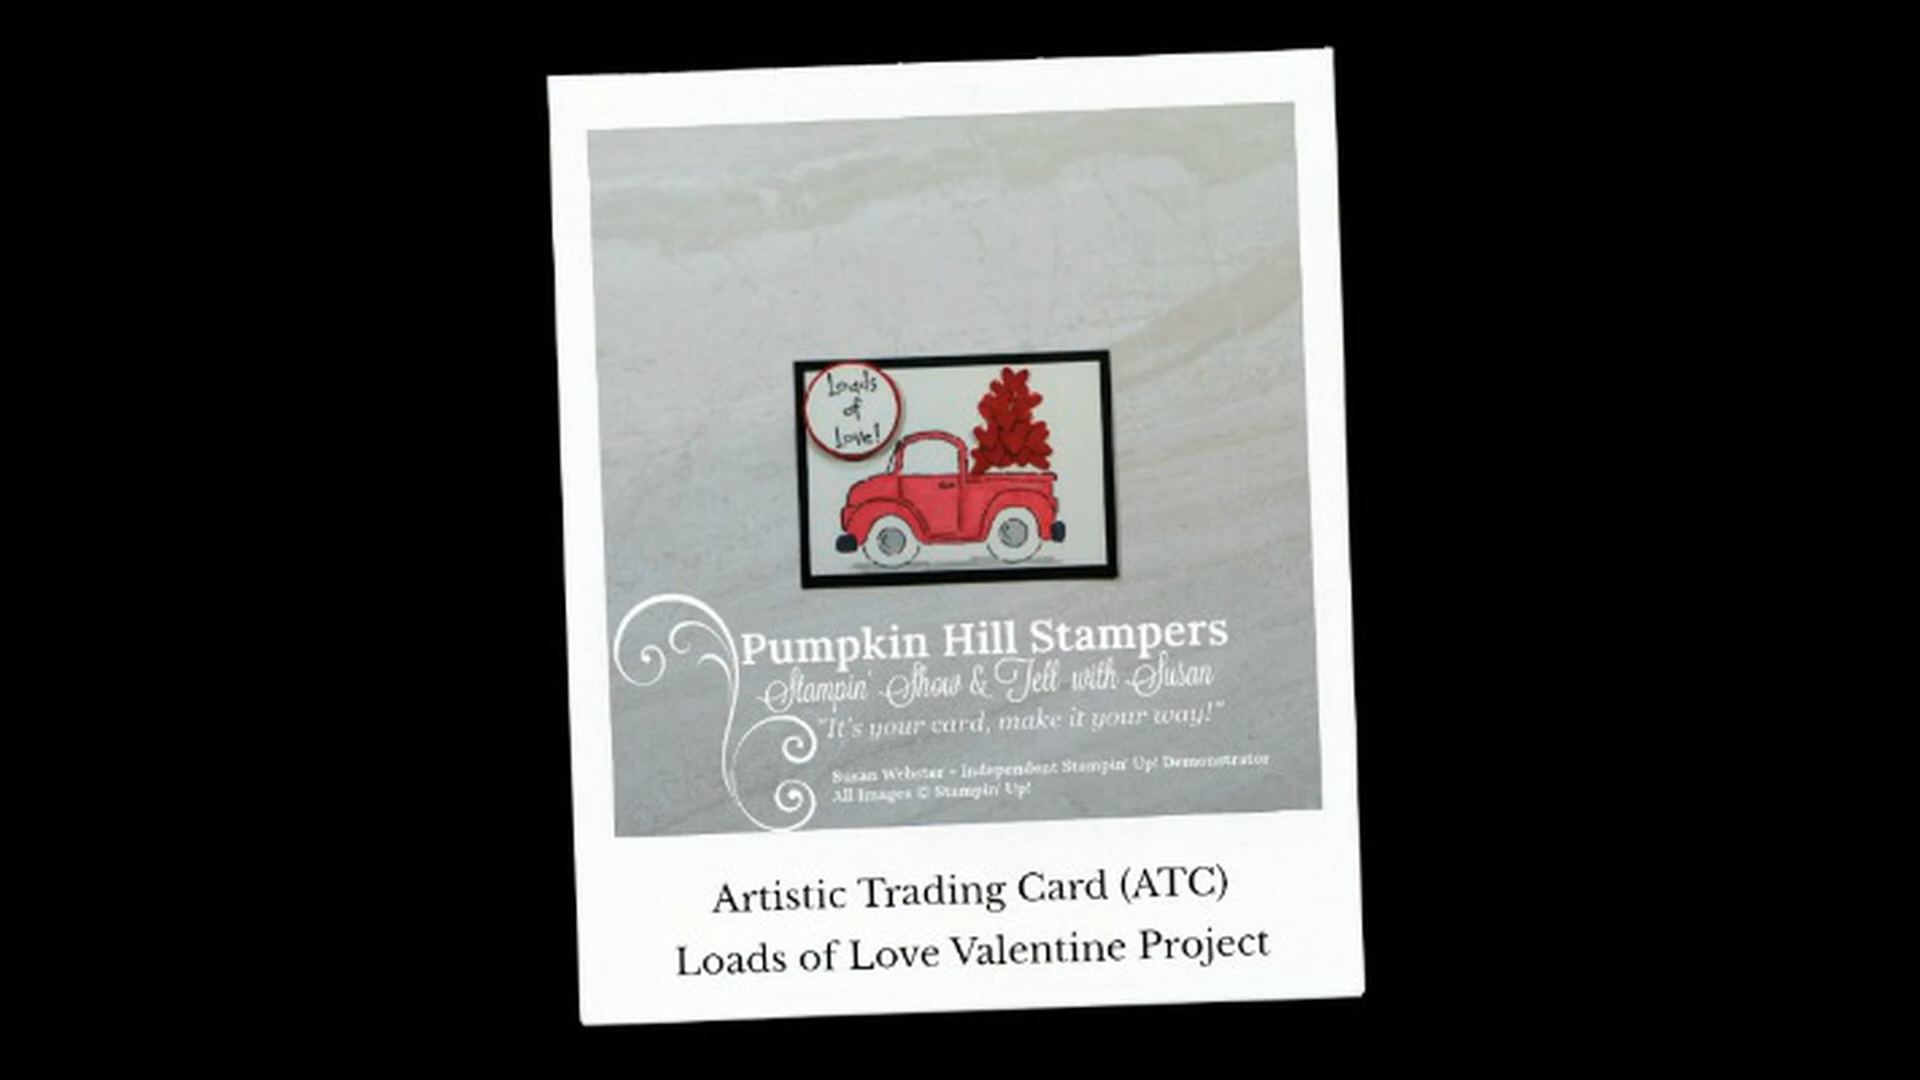 Loads
of
Love!
Pumpkin Hill Stampers
Stampin' Show & Tell with Susan
"It's your card, make it your way!"
Susan Webster - Independent Stampin' Up! Demonstrator
All Images © Stampin' Up!
Artistic Trading Card (ATC)
Loads of Love Valentine Project